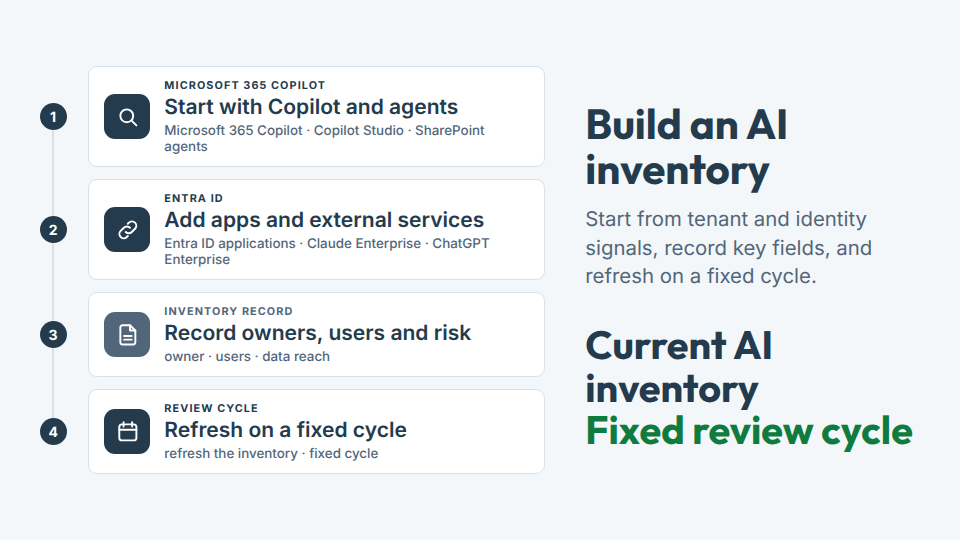 1
MICROSOFT 365 COPILOT
Start with Copilot and agents
Microsoft 365 Copilot · Copilot Studio · SharePoint
agents
2
ENTRA ID
Add apps and external services
Entra ID applications · Claude Enterprise · ChatGPT
Enterprise
3
INVENTORY RECORD
Record owners, users and risk
owner · users · data reach
4
REVIEW CYCLE
Refresh on a fixed cycle
refresh the inventory · fixed cycle
Build an AI
inventory
Start from tenant and identity
signals, record key fields, and
refresh on a fixed cycle.
Current AI
inventory
Fixed review cycle